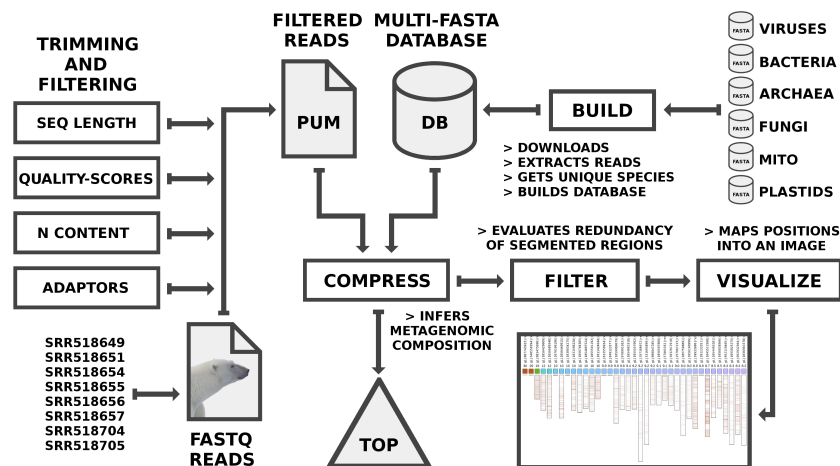 TRIMMING
AND
FILTERING
SEQ LENGTH
QUALITY-SCORES
N CONTENT
ADAPTORS
SRR518649
SRR518651
SRR518654
SRR518655
SRR518656
SRR518657
SRR518704
SRR518705
FASTQ
READS
FILTERED
READS
PUM
MULTI-FASTA
DATABASE
DB
BUILD
> DOWNLOADS
> EXTRACTS READS
> GETS UNIQUE SPECIES
> BUILDS DATABASE
FASTA VIRUSES
FASTA BACTERIA
FASTA ARCHAEA
FASTA FUNGI
FASTA MITO
FASTA PLASTIDS
COMPRESS
> INFERS
METAGENOMIC
COMPOSITION
TOP
> EVALUATES REDUNDANCY
OF SEGMENTED REGIONS
FILTER
> MAPS POSITIONS
INTO AN IMAGE
VISUALIZE